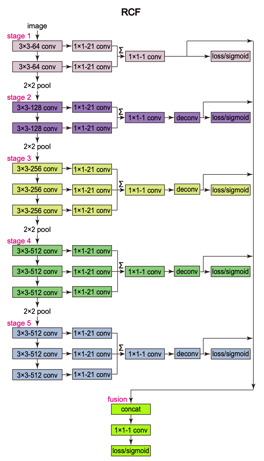 RCF
image
stage 1
3×3-64 conv 1×1-21 conv
Σ
1×1-1 conv loss/sigmoid
3×3-64 conv 1×1-21 conv
2×2 pool
stage 2
3×3-128 conv 1×1-21 conv
Σ
1×1-1 conv deconv loss/sigmoid
3×3-128 conv 1×1-21 conv
2×2 pool
stage 3
3×3-256 conv 1×1-21 conv
Σ
3×3-256 conv 1×1-21 conv 1×1-1 conv deconv loss/sigmoid
3×3-256 conv 1×1-21 conv
2×2 pool
stage 4
3×3-512 conv 1×1-21 conv
Σ
3×3-512 conv 1×1-21 conv 1×1-1 conv deconv loss/sigmoid
3×3-512 conv 1×1-21 conv
2×2 pool
stage 5
3×3-512 conv 1×1-21 conv
Σ
3×3-512 conv 1×1-21 conv 1×1-1 conv deconv loss/sigmoid
3×3-512 conv 1×1-21 conv
fusion
concat
1×1-1 conv
loss/sigmoid